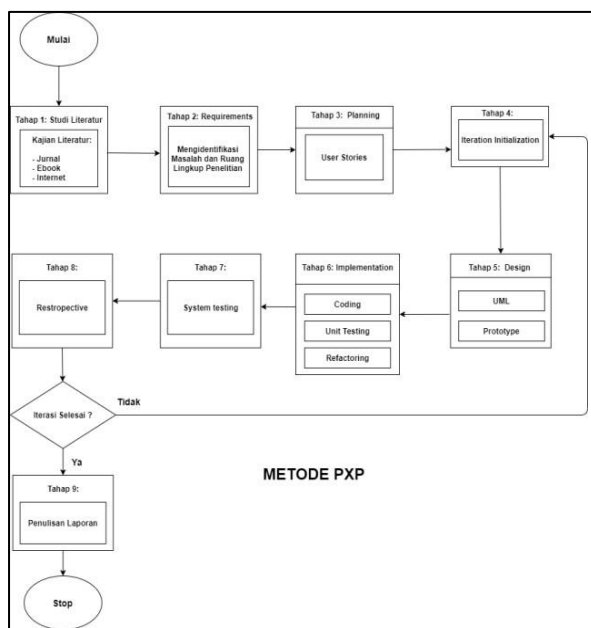 Mulai
Tahap 1: Studi Literatur
Kajian Literatur:
- Jurnal
- Ebook
- Internet
Tahap 2: Requirements
Mengidentifikasi
Masalah dan Ruang
Lingkup Penelitian
Tahap 3: Planning
User Stories
Tahap 4:
Iteration Initialization
Tahap 5: Design
UML
Prototype
Tahap 6: Implementation
Coding
Unit Testing
Refactoring
Tahap 7:
System testing
Tahap 8:
Restropective
Iterasi Selesai ?
Tidak
Ya
METODE PXP
Tahap 9:
Penulisan Laporan
Stop